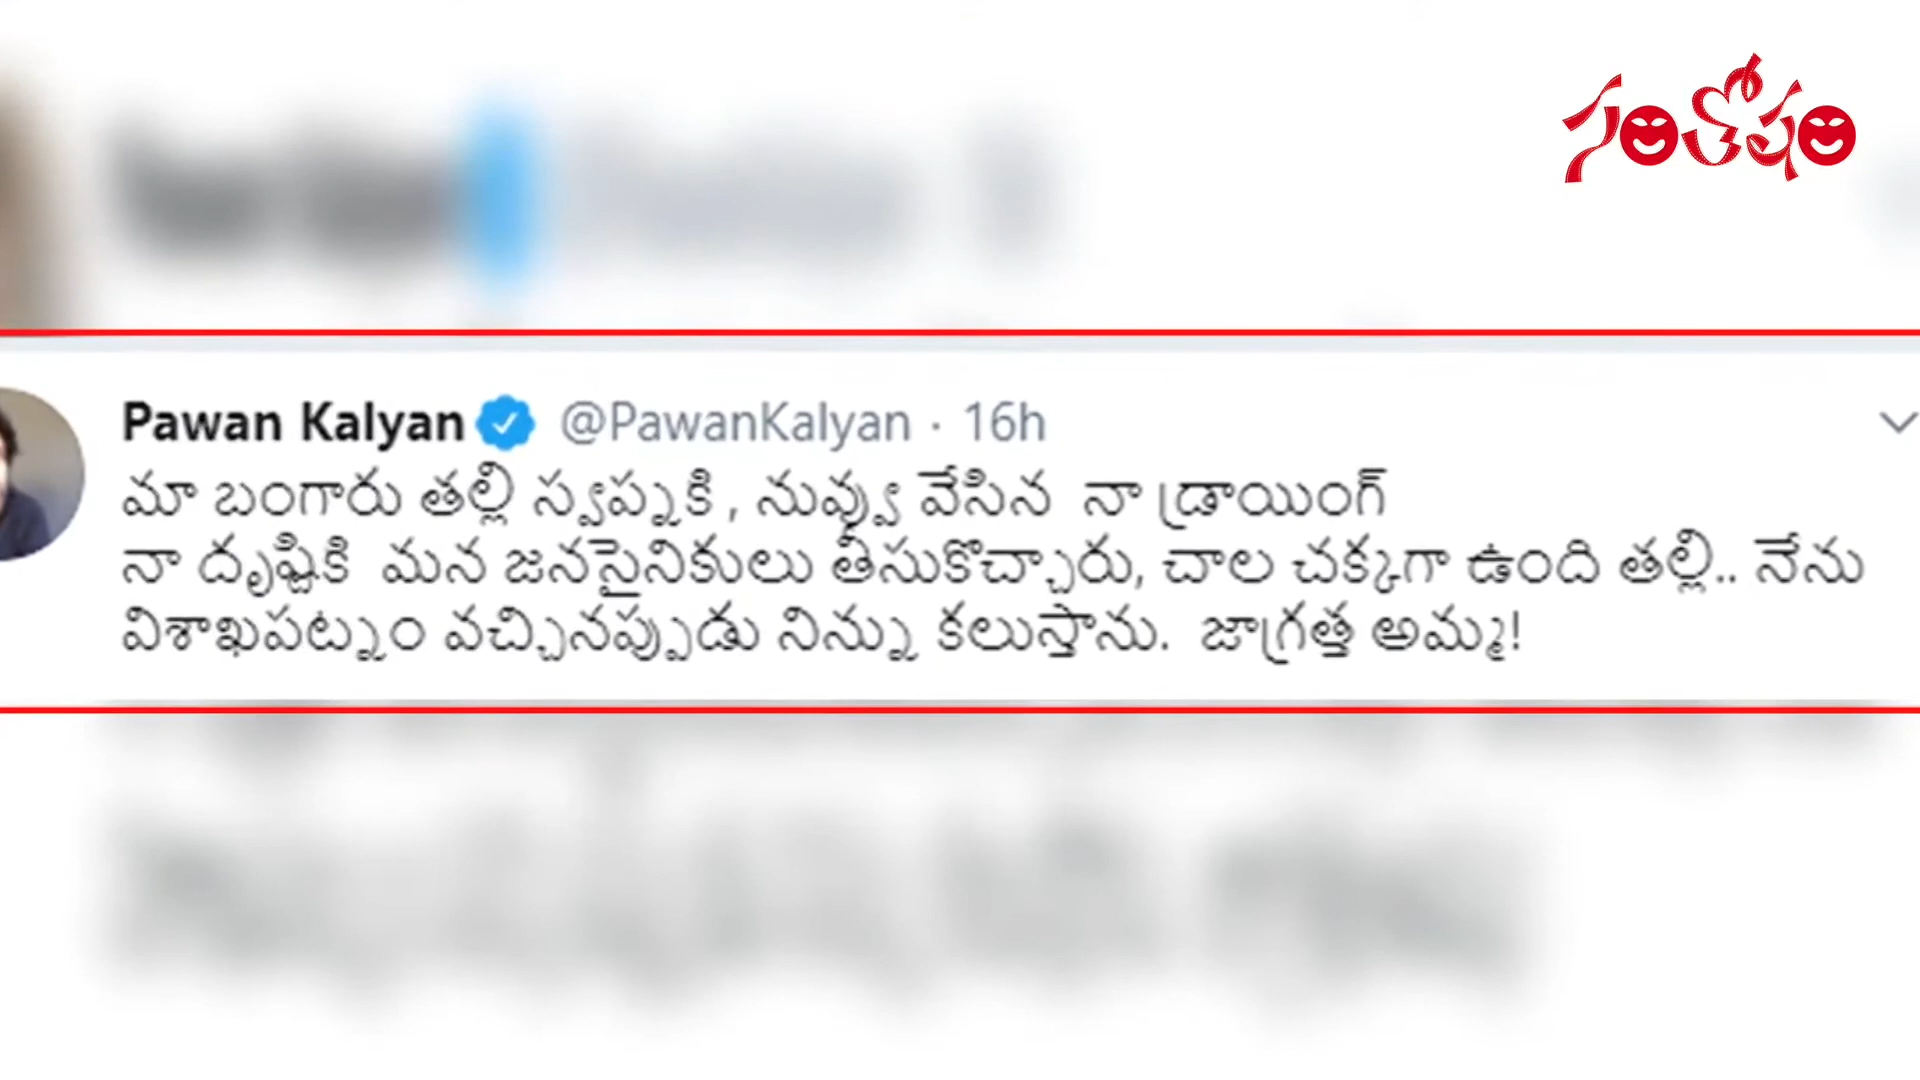 సంతోషం
Pawan Kalyan @PawanKalyan · 16h
మా బంగారు తల్లి స్వప్నకి , నువ్వు వేసిన నా డ్రాయింగ్
నా దృష్టికి మన జనసైనికులు తీసుకొచ్చారు, చాల చక్కగా ఉంది తల్లి.. నేను
విశాఖపట్నం వచ్చినప్పుడు నిన్ను కలుస్తాను. జాగ్రత్త అమ్మ!